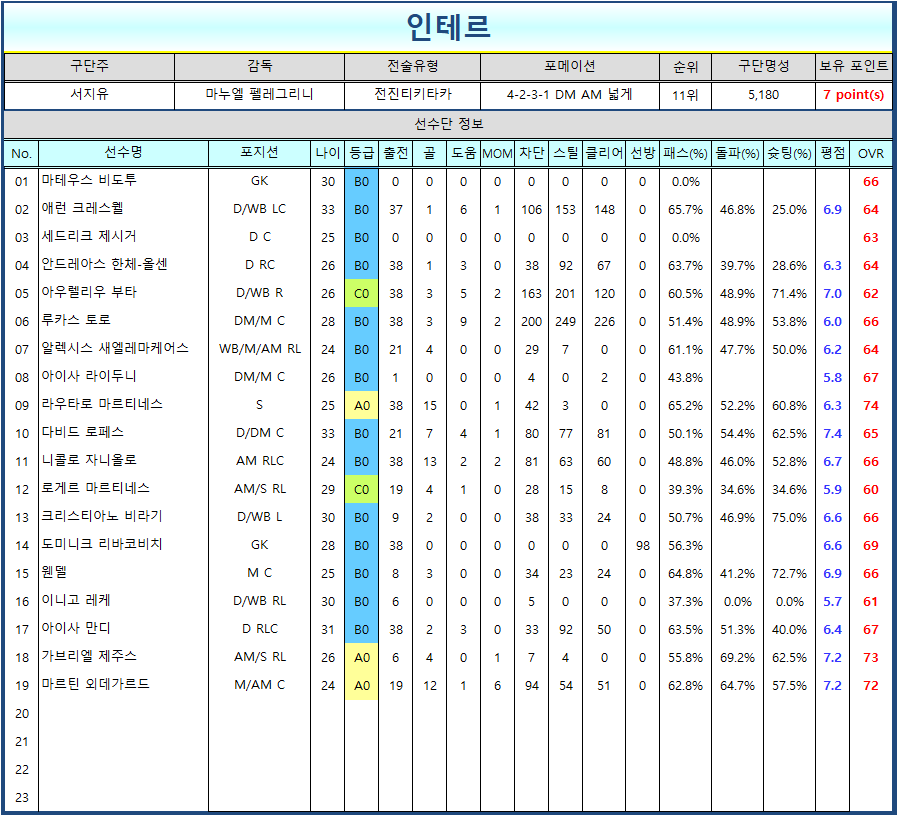 인테르
구단주 감독 전술유형 포메이션 순위 구단명성 보유 포인트
서지유 마누엘 펠레그리니 전진티키타카 4-2-3-1 DM AM 넓게 11위 5,180 7 point(s)
선수단 정보
No. 선수명 포지션 나이 등급 출전 골 도움 MOM 차단 스틸 클리어 선방 패스(%) 돌파(%) 슛팅(%) 평점 OVR
01 마테우스 비도투 GK 30 B0 0 0 0 0 0 0 0 0 0.0% 66
02 애런 크레스웰 D/WB LC 33 B0 37 1 6 1 106 153 148 0 65.7% 46.8% 25.0% 6.9 64
03 세드리크 제시거 D C 25 B0 0 0 0 0 0 0 0 0 0.0% 63
04 안드레아스 한체-올센 D RC 26 B0 38 1 3 0 38 92 67 0 63.7% 39.7% 28.6% 6.3 64
05 아우렐리우 부타 D/WB R 26 C0 38 3 5 2 163 201 120 0 60.5% 48.9% 71.4% 7.0 62
06 루카스 토로 DM/M C 28 B0 38 3 9 2 200 249 226 0 51.4% 48.9% 53.8% 6.0 66
07 알렉시스 새엘레마케어스 WB/M/AM RL 24 B0 21 4 0 0 29 7 0 0 61.1% 47.7% 50.0% 6.2 64
08 아이사 라이두니 DM/M C 26 B0 1 0 0 0 4 0 2 0 43.8% 5.8 67
09 라우타로 마르티네스 S 25 A0 38 15 0 1 42 3 0 0 65.2% 52.2% 60.8% 6.3 74
10 다비드 로페스 D/DM C 33 B0 21 7 4 1 80 77 81 0 50.1% 54.4% 62.5% 7.4 65
11 니콜로 자니올로 AM RLC 24 B0 38 13 2 2 81 63 60 0 48.8% 46.0% 52.8% 6.7 66
12 로게르 마르티네스 AM/S RL 29 C0 19 4 1 0 28 15 8 0 39.3% 34.6% 34.6% 5.9 60
13 크리스티아노 비라기 D/WB L 30 B0 9 2 0 0 38 33 24 0 50.7% 46.9% 75.0% 6.6 66
14 도미니크 리바코비치 GK 28 B0 38 0 0 0 0 0 0 98 56.3% 6.6 69
15 웬델 M C 25 B0 8 3 0 0 34 23 24 0 64.8% 41.2% 72.7% 6.9 66
16 이니고 레케 D/WB RL 30 B0 6 0 0 0 5 0 0 0 37.3% 0.0% 0.0% 5.7 61
17 아이사 만디 D RLC 31 B0 38 2 3 0 33 92 50 0 63.5% 51.3% 40.0% 6.4 67
18 가브리엘 제주스 AM/S RL 26 A0 6 4 0 1 7 4 0 0 55.8% 69.2% 62.5% 7.2 73
19 마르틴 외데가르드 M/AM C 24 A0 19 12 1 6 94 54 51 0 62.8% 64.7% 57.5% 7.2 72
20
21
22
23